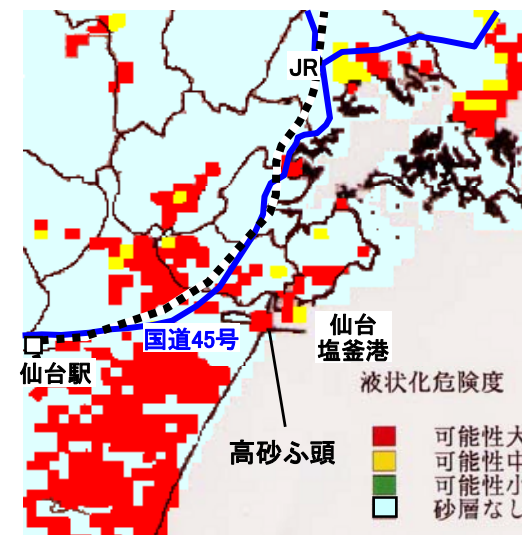 JR
国道45号
仙台駅
仙台
塩釜港
高砂ふ頭
液状化危険度
可能性大
可能性中
可能性小
砂層なし